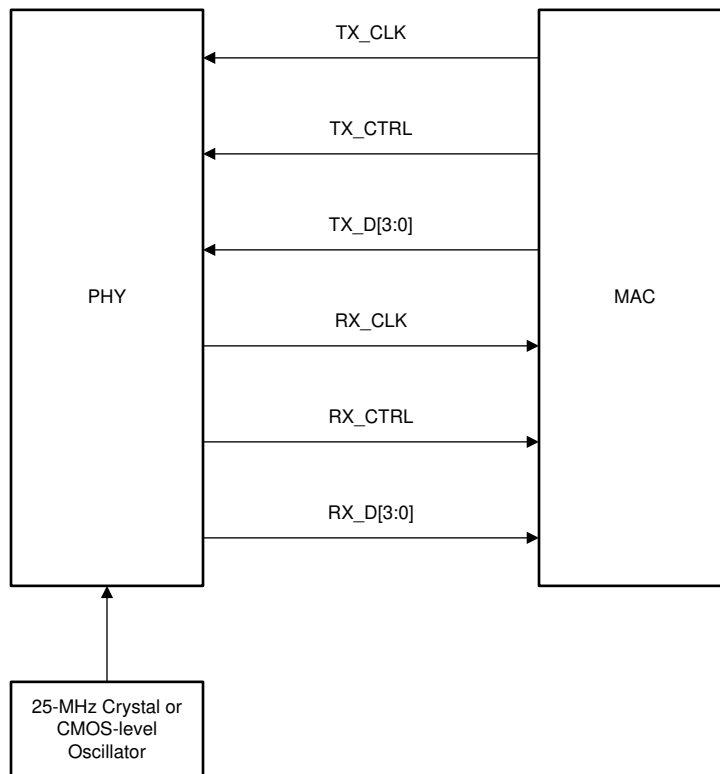 TX_CLK
TX_CTRL
TX_D[3:0]
PHY
MAC
RX_CLK
RX_CTRL
RX_D[3:0]
25-MHz Crystal or
CMOS-level
Oscillator